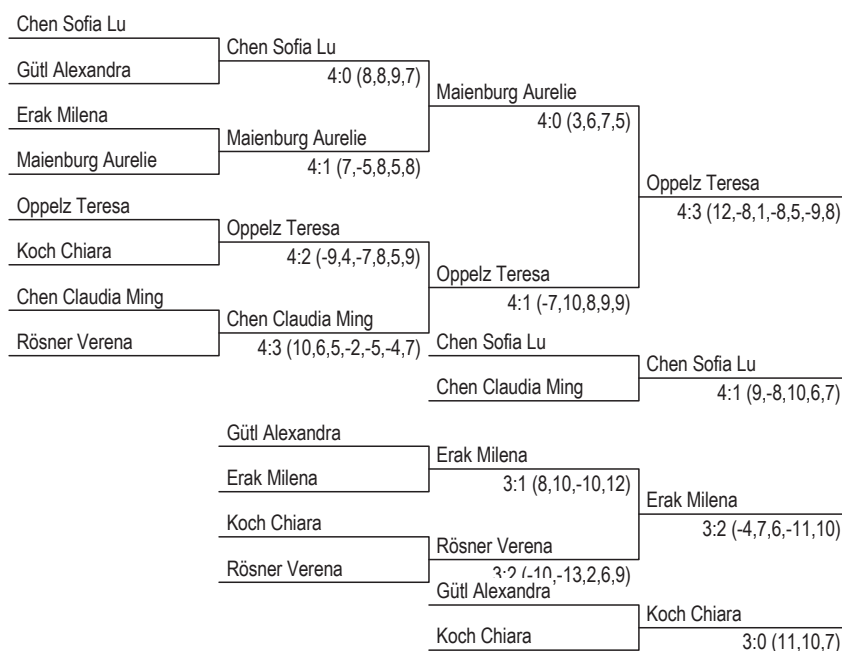 Chen Sofia Lu
Gütl Alexandra
Erak Milena
Maienburg Aurelie
Oppelz Teresa
Koch Chiara
Chen Claudia Ming
Rösner Verena
Chen Sofia Lu
4:0 (8,8,9,7)
Maienburg Aurelie
4:1 (7,-5,8,5,8)
Oppelz Teresa
4:2 (-9,4,-7,8,5,9)
Chen Claudia Ming
4:3 (10,6,5,-2,-5,-4,7)
Maienburg Aurelie
4:0 (3,6,7,5)
Oppelz Teresa
4:1 (-7,10,8,9,9)
Oppelz Teresa
4:3 (12,-8,1,-8,5,-9,8)
Chen Sofia Lu
Chen Claudia Ming
Chen Sofia Lu
4:1 (9,-8,10,6,7)
Gütl Alexandra
Erak Milena
Koch Chiara
Rösner Verena
Erak Milena
3:1 (8,10,-10,12)
Rösner Verena
3:2 (-10,-13,2,6,9)
Erak Milena
3:2 (-4,7,6,-11,10)
Gütl Alexandra
Koch Chiara
Koch Chiara
3:0 (11,10,7)